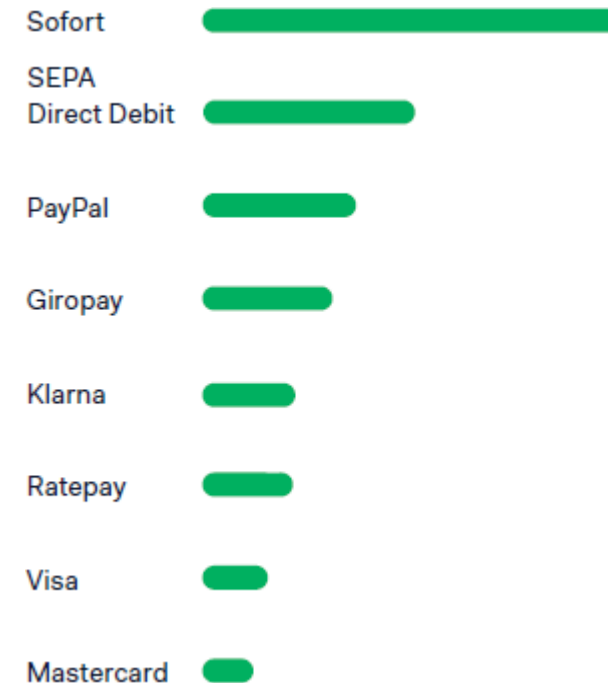 Sofort
SEPA
Direct Debit
PayPal
Giropay
Klarna
Ratepay
Visa
Mastercard